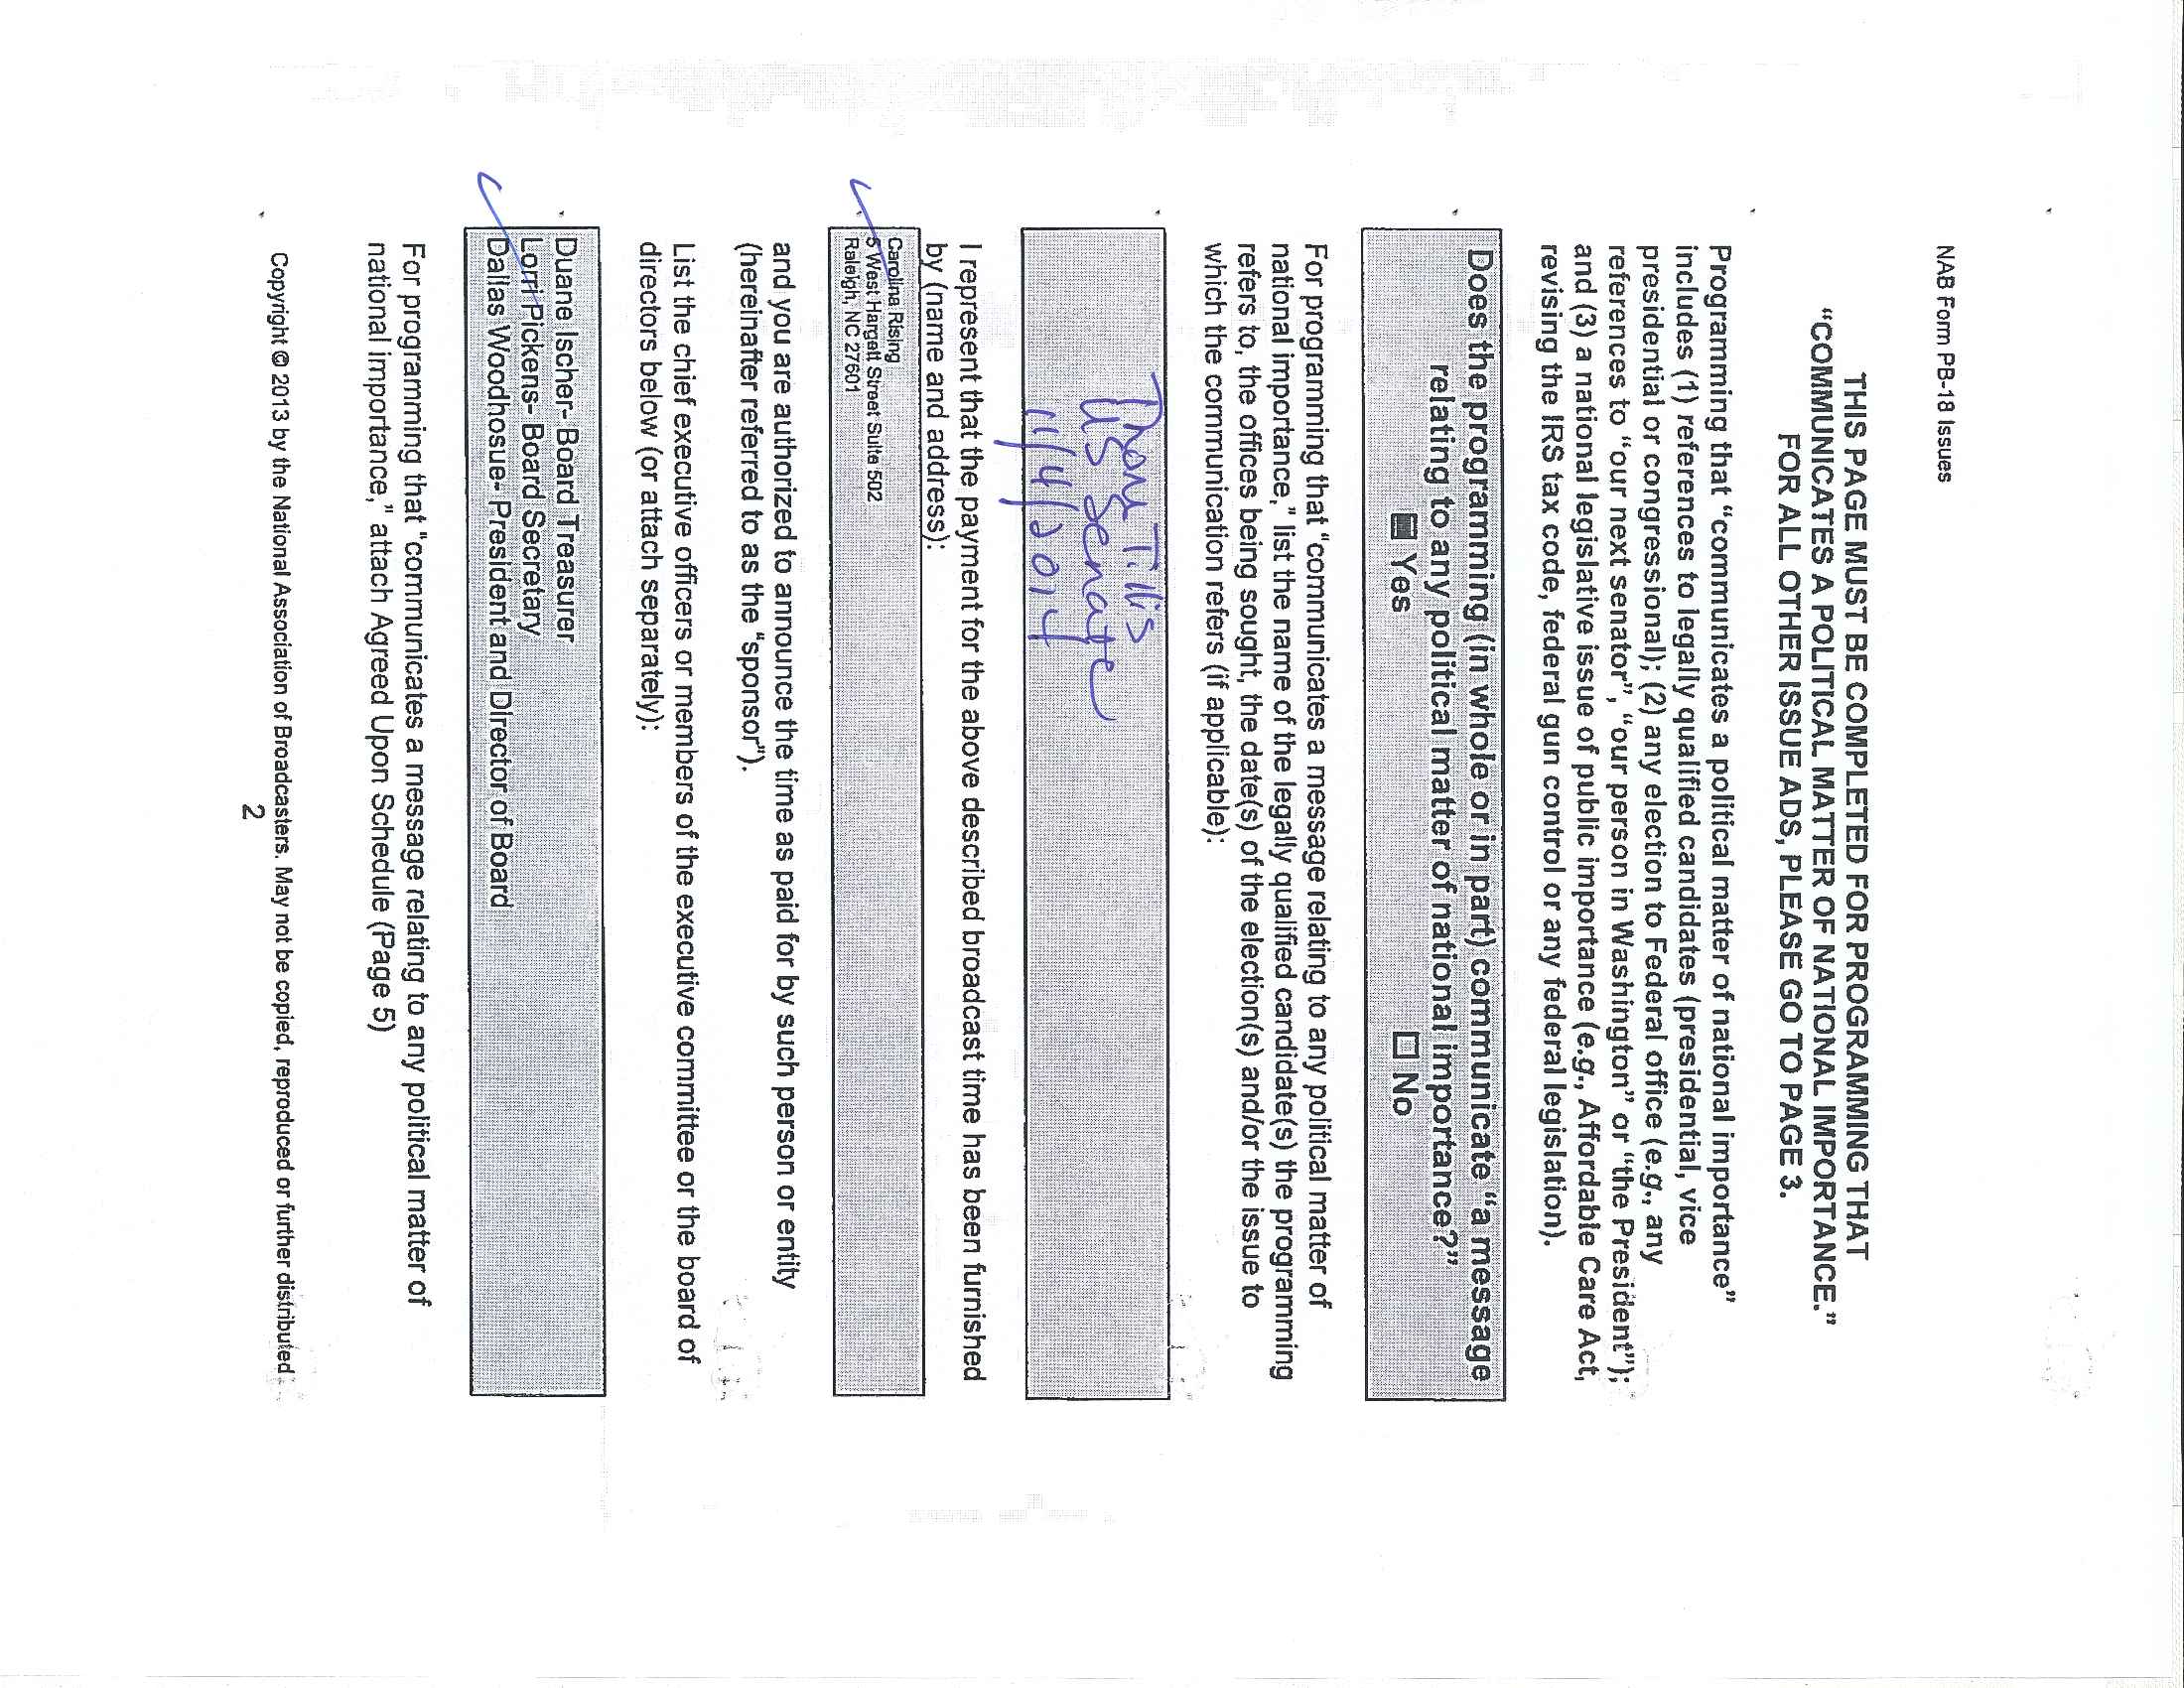 NAB Form PB-18 Issues
THIS PAGE MUST BE COMPLETED FOR PROGRAMMING THAT
“COMMUNICATES A POLITICAL MATTER OF NATIONAL IMPORTANCE.”
FOR ALL OTHER ISSUE ADS, PLEASE GO TO PAGE 3.
Programming that “communicates a political matter of national importance”
includes (1) references to legally qualified candidates (presidential, vice
presidential or congressional); (2) any election to Federal office (e.g., any
references to “our next senator”, “our person in Washington” or “the President”);
and (3) a national legislative issue of public importance (e.g., Affordable Care Act,
revising the IRS tax code, federal gun control or any federal legislation).
Does the programming (in whole or in part) communicate “a message
relating to any political matter of national importance?”
Yes No
For programming that “communicates a message relating to any political matter of
national importance,” list the name of the legally qualified candidate(s) the programming
refers to, the offices being sought, the date(s) of the election(s) and/or the issue to
which the communication refers (if applicable):
Thom Tillis
US Senate
11/4/2014
I represent that the payment for the above described broadcast time has been furnished
by (name and address):
Carolina Rising
5 West Hargett Street Suite 502
Raleigh, NC 27601
and you are authorized to announce the time as paid for by such person or entity
(hereinafter referred to as the “sponsor”).
List the chief executive officers or members of the executive committee or the board of
directors below (or attach separately):
Duane Ischer- Board Treasurer
Lorri Pickens- Board Secretary
Dallas Woodhosue- President and Director of Board
For programming that “communicates a message relating to any political matter of
national importance,” attach Agreed Upon Schedule (Page 5)
Copyright © 2013 by the National Association of Broadcasters. May not be copied, reproduced or further distributed
2